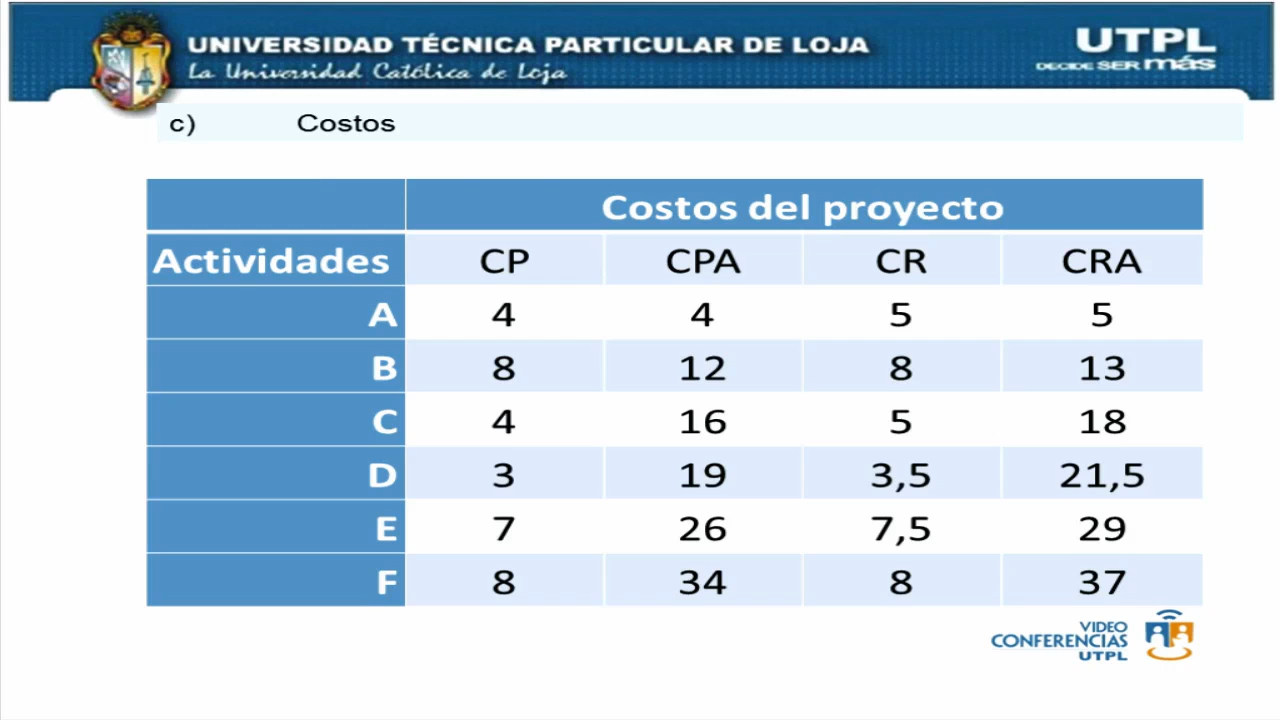 UNIVERSIDAD TÉCNICA PARTICULAR DE LOJA
La Universidad Católica de Loja
UTPL
DECIDE SER más
c) Costos
Costos del proyecto
Actividades CP CPA CR CRA
A 4 4 5 5
B 8 12 8 13
C 4 16 5 18
D 3 19 3,5 21,5
E 7 26 7,5 29
F 8 34 8 37
VIDEO
CONFERENCIAS
UTPL